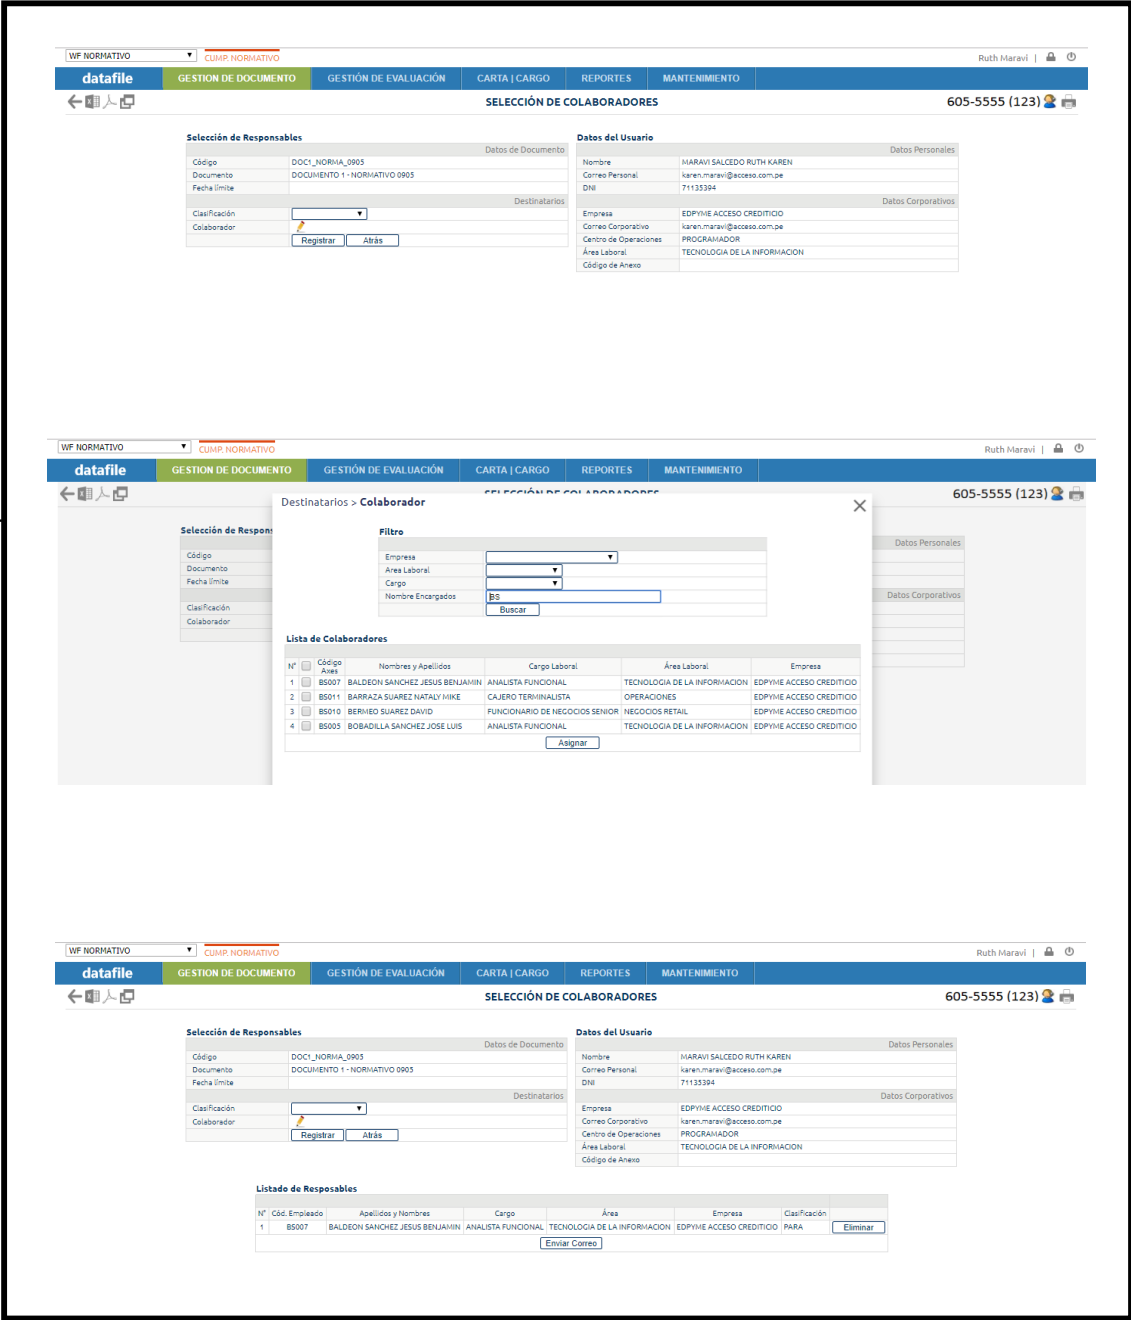 WF NORMATIVO CUMP. NORMATIVO Ruth Maravi |
datafile GESTION DE DOCUMENTO GESTIÓN DE EVALUACIÓN CARTA | CARGO REPORTES MANTENIMIENTO
SELECCIÓN DE COLABORADORES 605-5555 (123)
Selección de Responsables
Datos de Documento
Código DOC1_NORMA_0905
Documento DOCUMENTO 1 - NORMATIVO 0905
Fecha límite
Destinatarios
Clasificación
Colaborador
Registrar Atrás
Datos del Usuario
Datos Personales
Nombre MARAVI SALCEDO RUTH KAREN
Correo Personal karen.maravi@acceso.com.pe
DNI 71135394
Datos Corporativos
Empresa EDPYME ACCESO CREDITICIO
Correo Corporativo karen.maravi@acceso.com.pe
Centro de Operaciones PROGRAMADOR
Área Laboral TECNOLOGIA DE LA INFORMACION
Código de Anexo
WF NORMATIVO CUMP. NORMATIVO Ruth Maravi |
datafile GESTION DE DOCUMENTO GESTIÓN DE EVALUACIÓN CARTA | CARGO REPORTES MANTENIMIENTO
SELECCIÓN DE COLABORADORES 605-5555 (123)
Selección de Respons
Código
Documento
Fecha límite
Clasificación
Colaborador
Datos Personales
Datos Corporativos
Destinatarios > Colaborador
Filtro
Empresa
Area Laboral
Cargo
Nombre Encargados BS
Buscar
Lista de Colaboradores
N° Código Axes Nombres y Apellidos Cargo Laboral Área Laboral Empresa
1 BS007 BALDEON SANCHEZ JESUS BENJAMIN ANALISTA FUNCIONAL TECNOLOGIA DE LA INFORMACION EDPYME ACCESO CREDITICIO
2 BS011 BARRAZA SUAREZ NATALY MIKE CAJERO TERMINALISTA OPERACIONES EDPYME ACCESO CREDITICIO
3 BS010 BERMEO SUAREZ DAVID FUNCIONARIO DE NEGOCIOS SENIOR NEGOCIOS RETAIL EDPYME ACCESO CREDITICIO
4 BS005 BOBADILLA SANCHEZ JOSE LUIS ANALISTA FUNCIONAL TECNOLOGIA DE LA INFORMACION EDPYME ACCESO CREDITICIO
Asignar
WF NORMATIVO CUMP. NORMATIVO Ruth Maravi |
datafile GESTION DE DOCUMENTO GESTIÓN DE EVALUACIÓN CARTA | CARGO REPORTES MANTENIMIENTO
SELECCIÓN DE COLABORADORES 605-5555 (123)
Selección de Responsables
Datos de Documento
Código DOC1_NORMA_0905
Documento DOCUMENTO 1 - NORMATIVO 0905
Fecha límite
Destinatarios
Clasificación
Colaborador
Registrar Atrás
Datos del Usuario
Datos Personales
Nombre MARAVI SALCEDO RUTH KAREN
Correo Personal karen.maravi@acceso.com.pe
DNI 71135394
Datos Corporativos
Empresa EDPYME ACCESO CREDITICIO
Correo Corporativo karen.maravi@acceso.com.pe
Centro de Operaciones PROGRAMADOR
Área Laboral TECNOLOGIA DE LA INFORMACION
Código de Anexo
Listado de Resposables
N° Cód. Empleado Apellidos y Nombres Cargo Área Empresa Clasificación
1 BS007 BALDEON SANCHEZ JESUS BENJAMIN ANALISTA FUNCIONAL TECNOLOGIA DE LA INFORMACION EDPYME ACCESO CREDITICIO PARA Eliminar
Enviar Correo